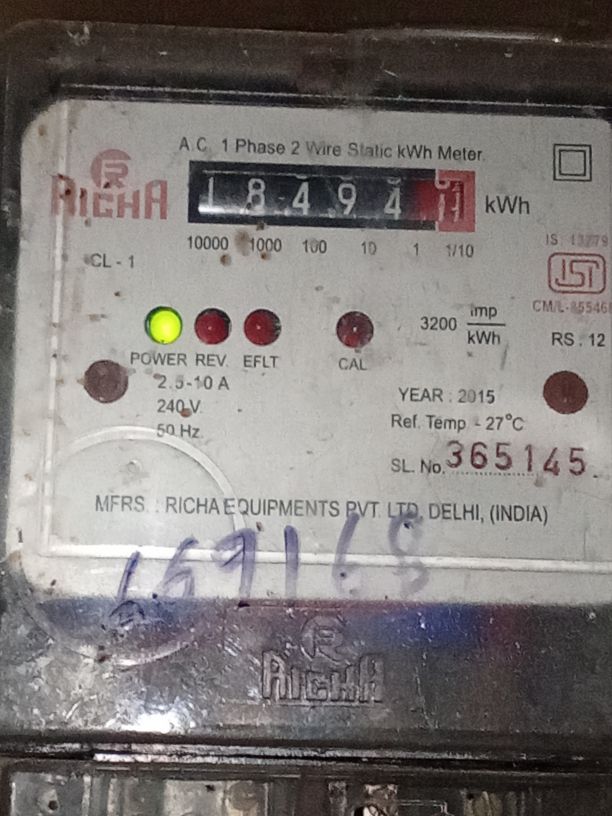 A.C. 1 Phase 2 Wire Static kWh Meter
R
RICHA
18494 kWh
10000 1000 100 10 1 1/10
CL - 1
IS: 13779
ISI
CM/L-855468
3200 imp/kWh
RS : 12
POWER REV. EFLT CAL
2.5-10 A
240 V
50 Hz
YEAR : 2015
Ref. Temp - 27°C
SL. No. 365145
MFRS. : RICHA EQUIPMENTS PVT. LTD. DELHI, (INDIA)
R
RICHA